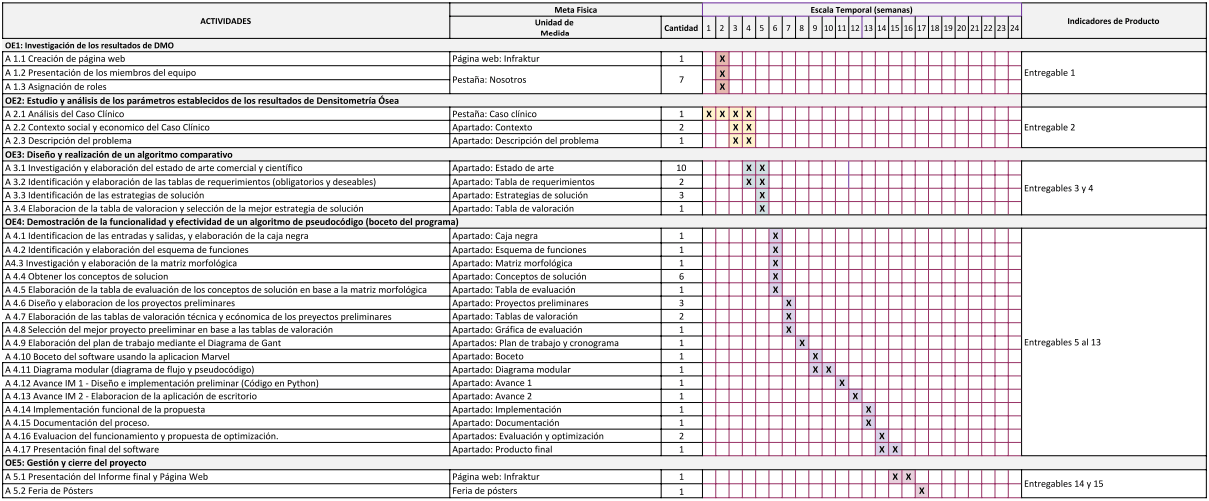 ACTIVIDADES Meta Fisica Escala Temporal (semanas) Indicadores de Producto
Unidad de Medida Cantidad 1 2 3 4 5 6 7 8 9 10 11 12 13 14 15 16 17 18 19 20 21 22 23 24
OE1: Investigación de los resultados de DMO
A 1.1 Creación de página web Página web: Infraktur 1 X
A 1.2 Presentación de los miembros del equipo Pestaña: Nosotros 7 X Entregable 1
A 1.3 Asignación de roles X
OE2: Estudio y análisis de los parámetros establecidos de los resultados de Densitometría Ósea
A 2.1 Análisis del Caso Clínico Pestaña: Caso clínico 1 X X X X
A 2.2 Contexto social y economico del Caso Clínico Apartado: Contexto 2 X X Entregable 2
A 2.3 Descripción del problema Apartado: Descripción del problema 1 X X
OE3: Diseño y realización de un algoritmo comparativo
A 3.1 Investigación y elaboración del estado de arte comercial y científico Apartado: Estado de arte 10 X X
A 3.2 Identificación y elaboración de las tablas de requerimientos (obligatorios y deseables) Apartado: Tabla de requerimientos 2 X X Entregables 3 y 4
A 3.3 Identificación de las estrategias de solución Apartado: Estrategias de solución 3 X
A 3.4 Elaboracion de la tabla de valoracion y selección de la mejor estrategia de solución Apartado: Tabla de valoración 1 X
OE4: Demostración de la funcionalidad y efectividad de un algoritmo de pseudocódigo (boceto del programa)
A 4.1 Identificacion de las entradas y salidas, y elaboración de la caja negra Apartado: Caja negra 1 X
A 4.2 Identificación y elaboración del esquema de funciones Apartado: Esquema de funciones 1 X
A4.3 Investigación y elaboración de la matriz morfológica Apartado: Matriz morfológica 1 X
A 4.4 Obtener los conceptos de solucion Apartado: Conceptos de solución 6 X
A 4.5 Elaboración de la tabla de evaluación de los conceptos de solución en base a la matriz morfológica Apartado: Tabla de evaluación 1 X
A 4.6 Diseño y elaboracion de los proyectos preliminares Apartado: Proyectos preliminares 3 X
A 4.7 Elaboración de las tablas de valoración técnica y ecónomica de los preyectos preliminares Apartado: Tablas de valoración 2 X
A 4.8 Selección del mejor proyecto preeliminar en base a las tablas de valoración Apartado: Gráfica de evaluación 1 X
A 4.9 Elaboración del plan de trabajo mediante el Diagrama de Gant Apartados: Plan de trabajo y cronograma 1 X Entregables 5 al 13
A 4.10 Boceto del software usando la aplicacion Marvel Apartado: Boceto 1 X
A 4.11 Diagrama modular (diagrama de flujo y pseudocódigo) Apartado: Diagrama modular 1 X X
A 4.12 Avance IM 1 - Diseño e implementación preliminar (Código en Python) Apartado: Avance 1 1 X
A 4.13 Avance IM 2 - Elaboracion de la aplicación de escritorio Apartado: Avance 2 1 X
A 4.14 Implementación funcional de la propuesta Apartado: Implementación 1 X
A 4.15 Documentación del proceso. Apartado: Documentación 1 X
A 4.16 Evaluacion del funcionamiento y propuesta de optimización. Apartados: Evaluación y optimización 2 X
A 4.17 Presentación final del software Apartado: Producto final 1 X X
OE5: Gestión y cierre del proyecto
A 5.1 Presentación del Informe final y Página Web Página web: Infraktur 1 X X Entregables 14 y 15
A 5.2 Feria de Pósters Feria de pósters 1 X